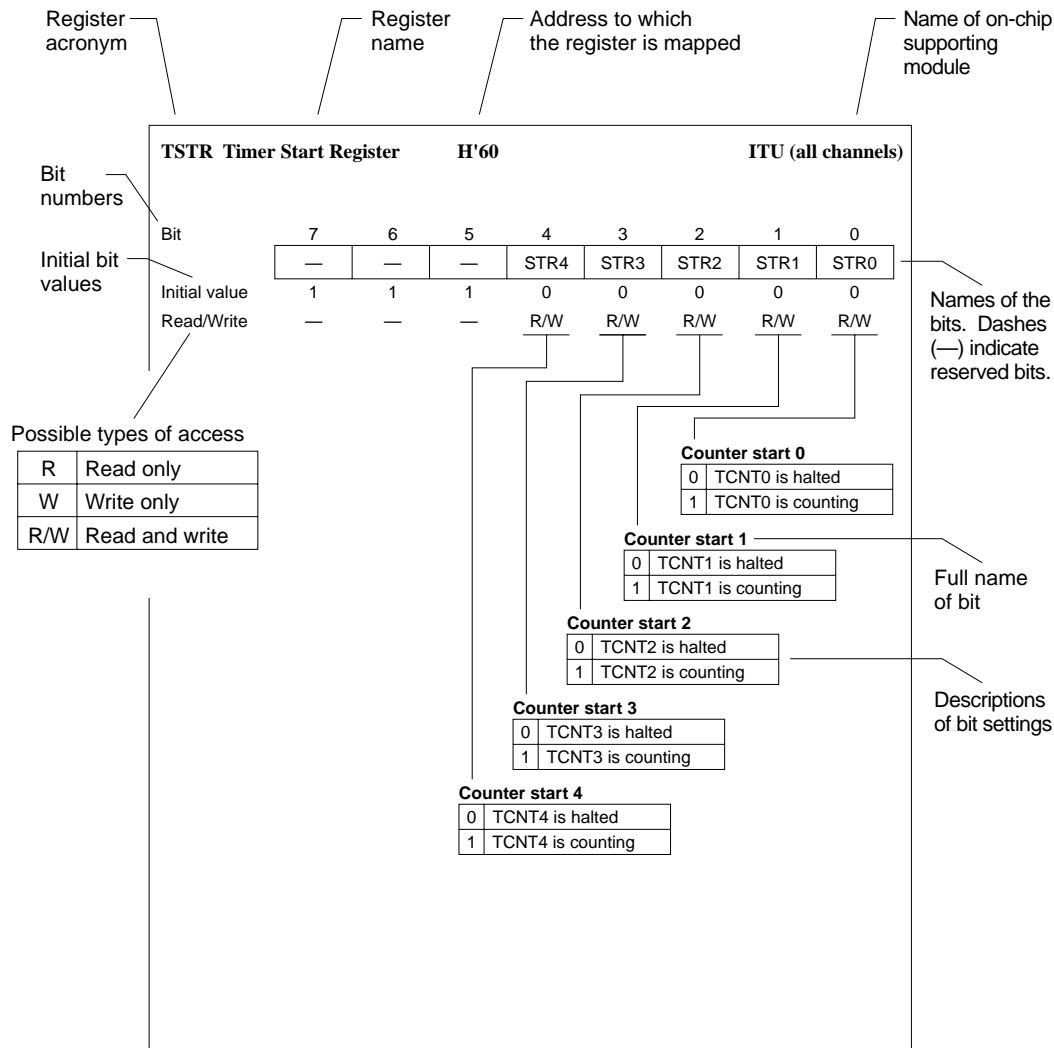 Register
acronym
Register
name
Address to which
the register is mapped
Name of on-chip
supporting
module
TSTR Timer Start Register H'60 ITU (all channels)
Bit
numbers
Bit 7 6 5 4 3 2 1 0
— — — STR4 STR3 STR2 STR1 STR0
Initial bit
values
Initial value 1 1 1 0 0 0 0 0
Read/Write — — — R/W R/W R/W R/W R/W
Names of the
bits. Dashes
(—) indicate
reserved bits.
Possible types of access
R Read only
W Write only
R/W Read and write
Counter start 0
0 TCNT0 is halted
1 TCNT0 is counting
Counter start 1
0 TCNT1 is halted
1 TCNT1 is counting
Full name
of bit
Counter start 2
0 TCNT2 is halted
1 TCNT2 is counting
Descriptions
of bit settings
Counter start 3
0 TCNT3 is halted
1 TCNT3 is counting
Counter start 4
0 TCNT4 is halted
1 TCNT4 is counting